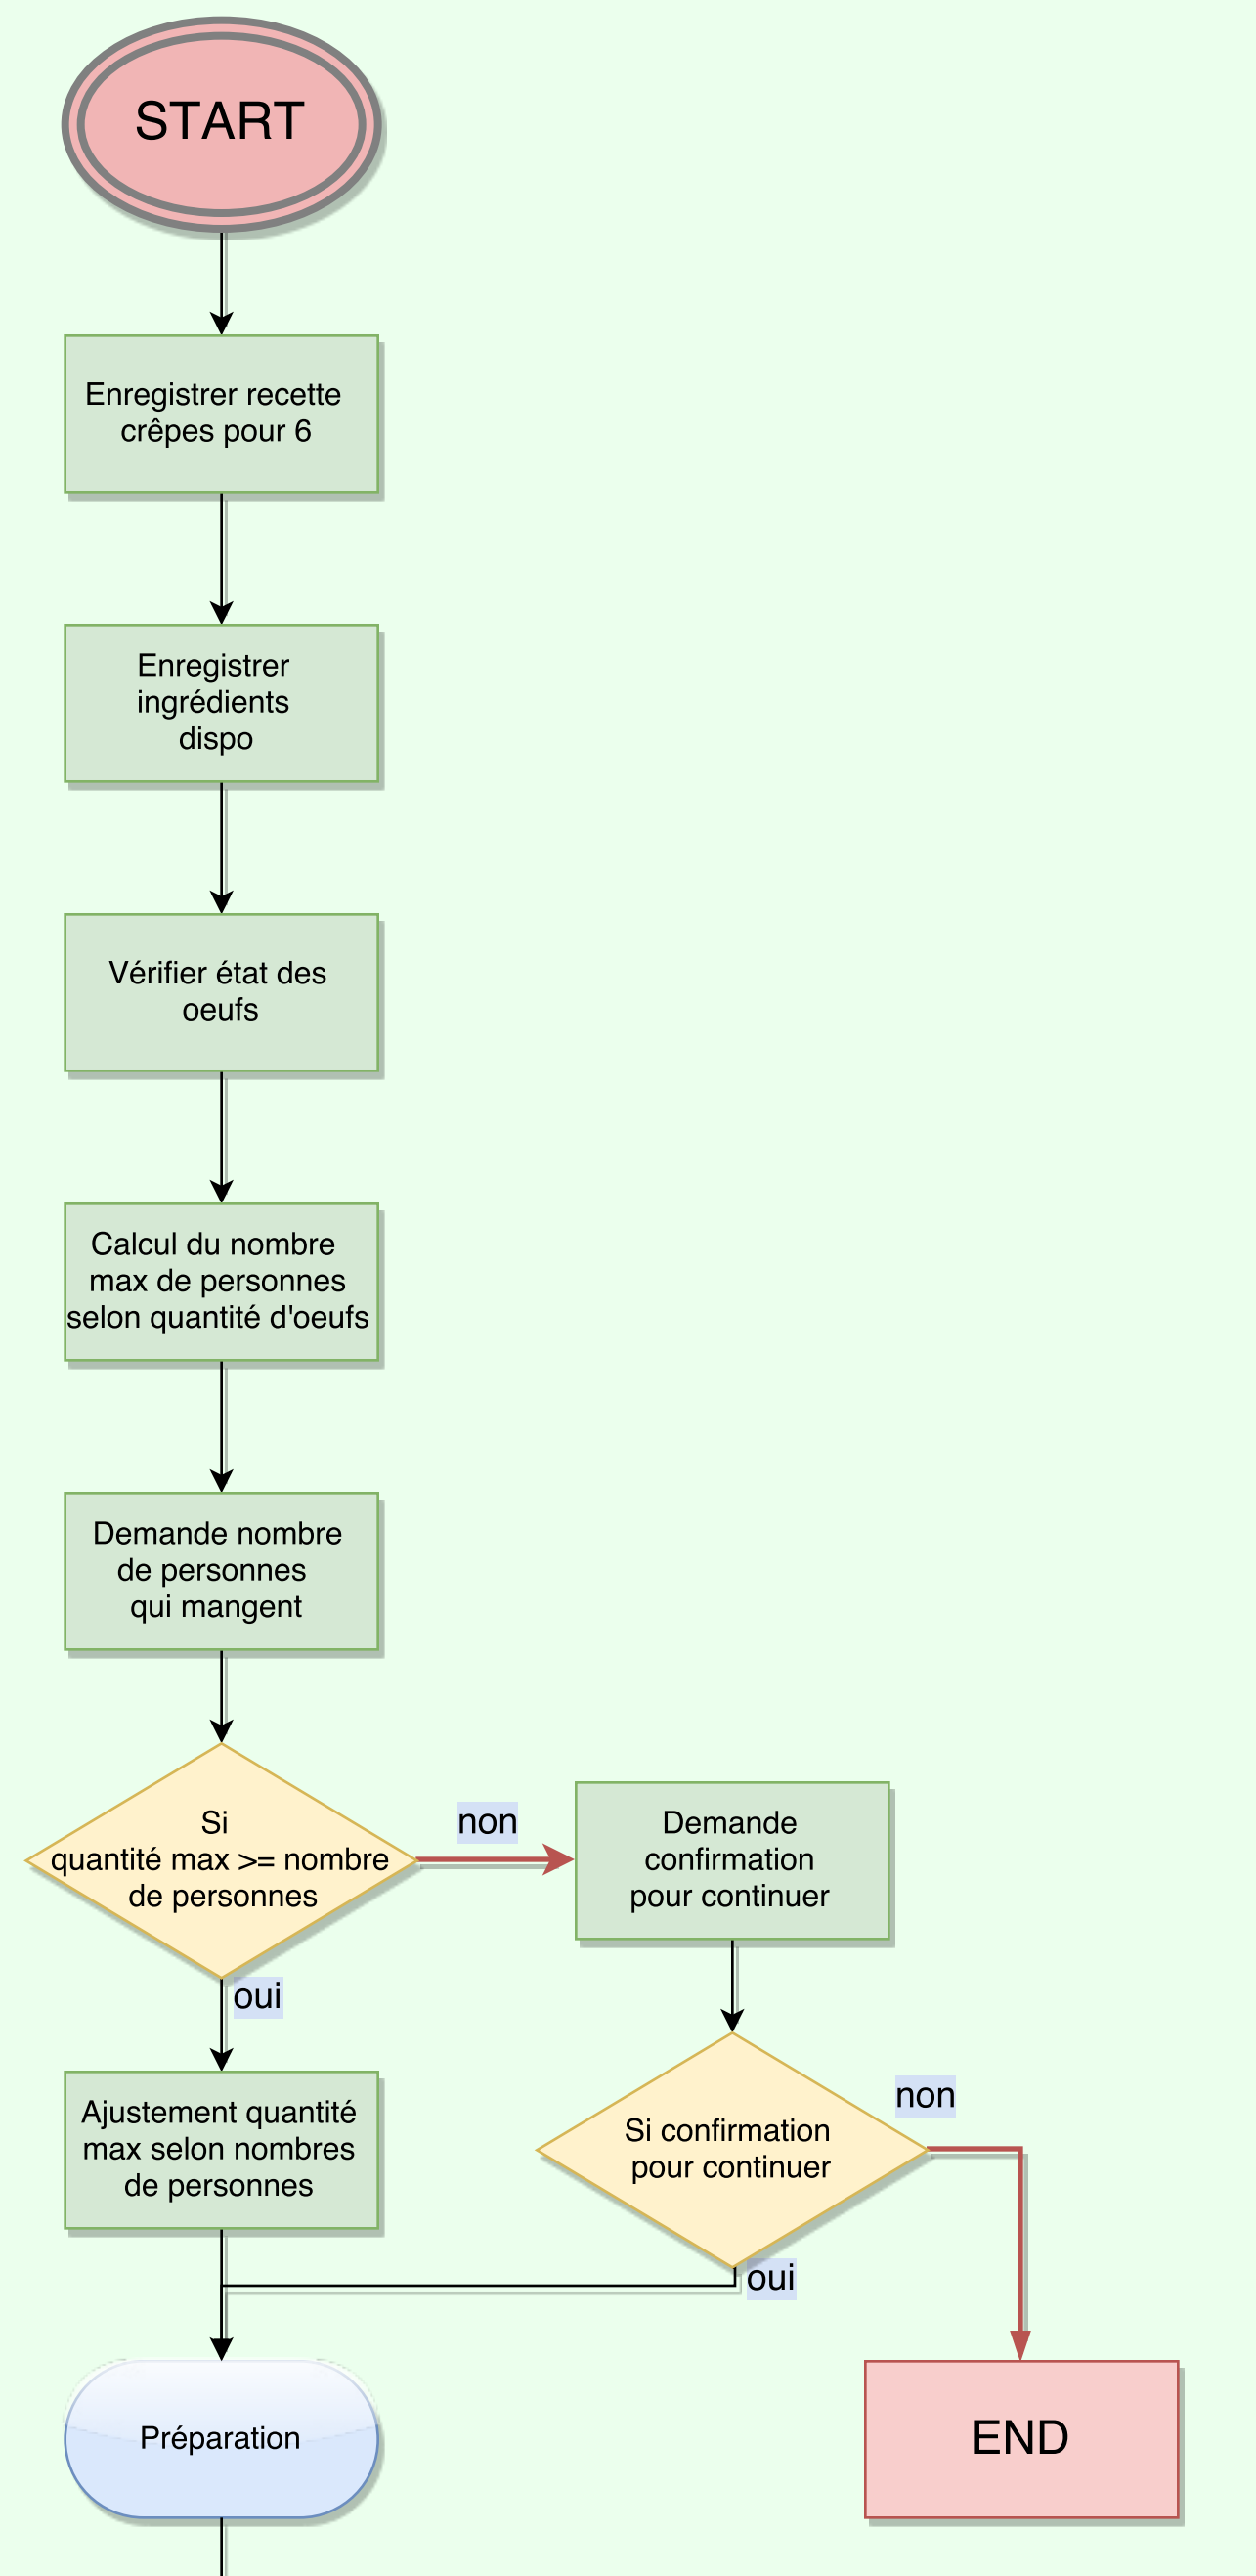 START
Enregistrer recette
crêpes pour 6
Enregistrer
ingrédients
dispo
Vérifier état des
oeufs
Calcul du nombre
max de personnes
selon quantité d'oeufs
Demande nombre
de personnes
qui mangent
Si
quantité max >= nombre
de personnes
non
Demande
confirmation
pour continuer
oui
Ajustement quantité
max selon nombres
de personnes
Si confirmation
pour continuer
non
oui
Préparation
END